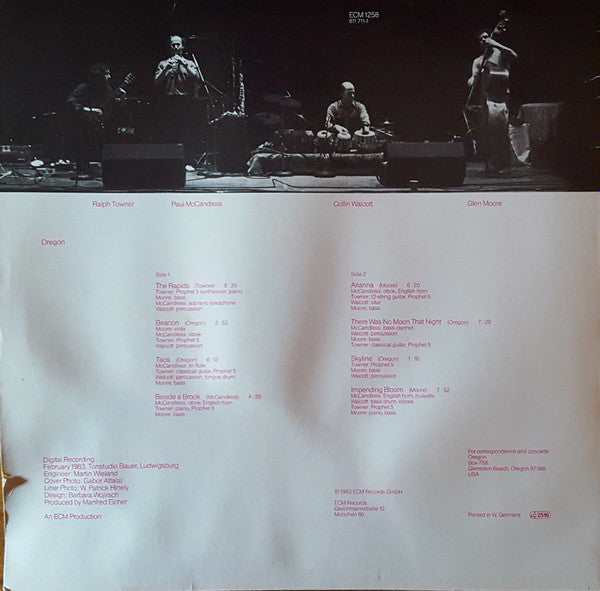 ECM 1258
811 711-1
Ralph Towner
Paul McCandless
Collin Walcott
Glen Moore
Oregon
Side 1
The Rapids (Towner) 8:25
Towner: Prophet 5 synthesizer, piano
Moore: bass
McCandless: soprano saxophone
Walcott: percussion
Beacon (Oregon) 2:53
Moore: viola
McCandless: oboe
Towner: Prophet 5
Walcott: percussion
Taos (Oregon) 6:12
McCandless: tin flute
Towner: classical guitar, Prophet 5
Walcott: percussion, tongue drum
Moore: bass
Beside a Brook (McCandless) 4:20
McCandless: oboe, English horn
Towner: piano, Prophet 5
Moore: bass
Side 2
Arianna (Moore) 6:20
McCandless: oboe, English horn
Towner: 12-string guitar, Prophet 5
Walcott: sitar
Moore: bass
There Was No Moon That Night (Oregon) 7:20
McCandless: bass clarinet
Walcott: percussion
Moore: bass
Towner: classical guitar, Prophet 5
Skyline (Oregon) 1:18
Towner: Prophet 5
Moore: bass
Walcott: percussion
Impending Bloom (Moore) 7:52
McCandless: English horn, musette
Walcott: bass drum, voices
Towner: Prophet 5
Moore: piano, bass
Digital Recording
February 1983, Tonstudio Bauer, Ludwigsburg
Engineer: Martin Wieland
Cover Photo: Gabor Attalai
Liner Photo: W. Patrick Hinely
Design: Barbara Wojirsch
Produced by Manfred Eicher
An ECM Production
℗ 1983 ECM Records GmbH
ECM Records
Gleichmannstraße 10
München 60
For correspondence and concerts:
Oregon
Box 758
Gleneden Beach, Oregon 97388
USA
Printed in W. Germany
LC 2516